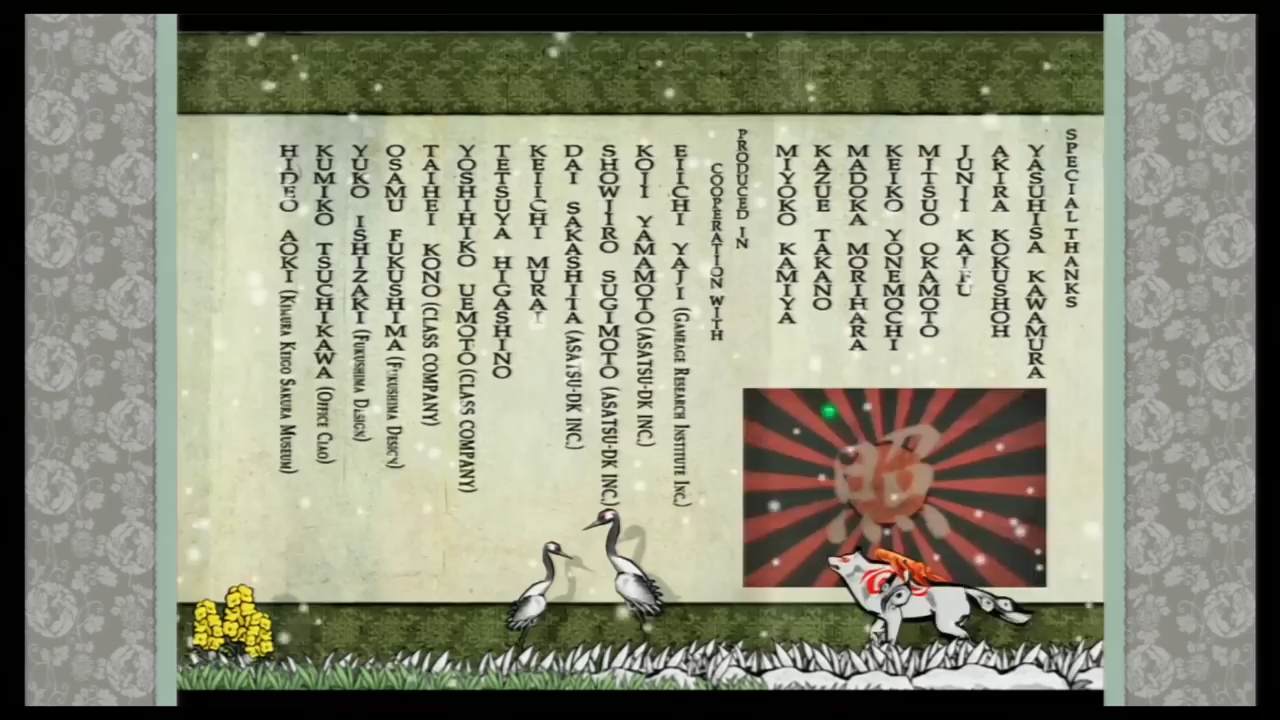 SPECIAL THANKS
YASUHISA KAWAMURA
AKIRA KOKUSHOH
JUNJI KAIFU
MITSUO OKAMOTO
KEIKO YONEMOCHI
MADOKA MORIHARA
KAZUE TAKANO
MIYOKO KAMIYA
PRODUCED IN
COOPERATION WITH
EIICHI YAJI (GAMEAGE RESEARCH INSTITUTE INC.)
KOJI YAMAMOTO (ASATSU-DK INC.)
SHOWJIRO SUGIMOTO (ASATSU-DK INC.)
DAI SAKASHITA (ASATSU-DK INC.)
KEIICHI MURAI
TETSUYA HIGASHINO
YOSHIHIKO UEMOTO (CLASS COMPANY)
TAIHEI KONO (CLASS COMPANY)
OSAMU FUKUSHIMA (FUKUSHIMA DESIGN)
YUKO ISHIZAKI (FUKUSHIMA DESIGN)
KUMIKO TSUCHIKAWA (OFFICE CIAO)
HIDEO AOKI (KIMURA KEIGO SAKURA MUSEUM)
昭